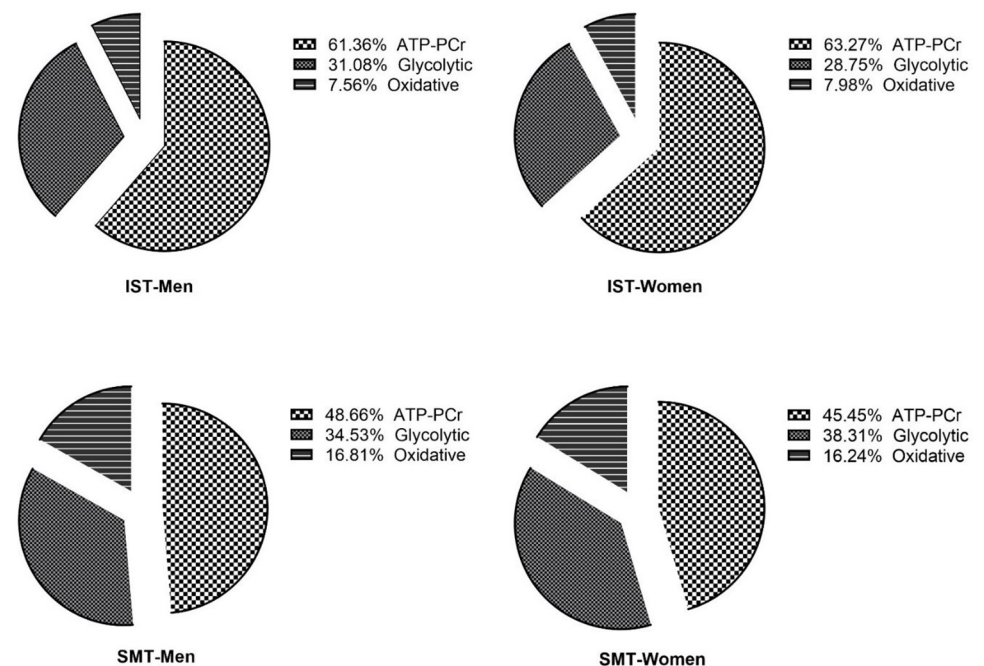 61.36% ATP-PCr
31.08% Glycolytic
7.56% Oxidative
IST-Men
63.27% ATP-PCr
28.75% Glycolytic
7.98% Oxidative
IST-Women
48.66% ATP-PCr
34.53% Glycolytic
16.81% Oxidative
SMT-Men
45.45% ATP-PCr
38.31% Glycolytic
16.24% Oxidative
SMT-Women